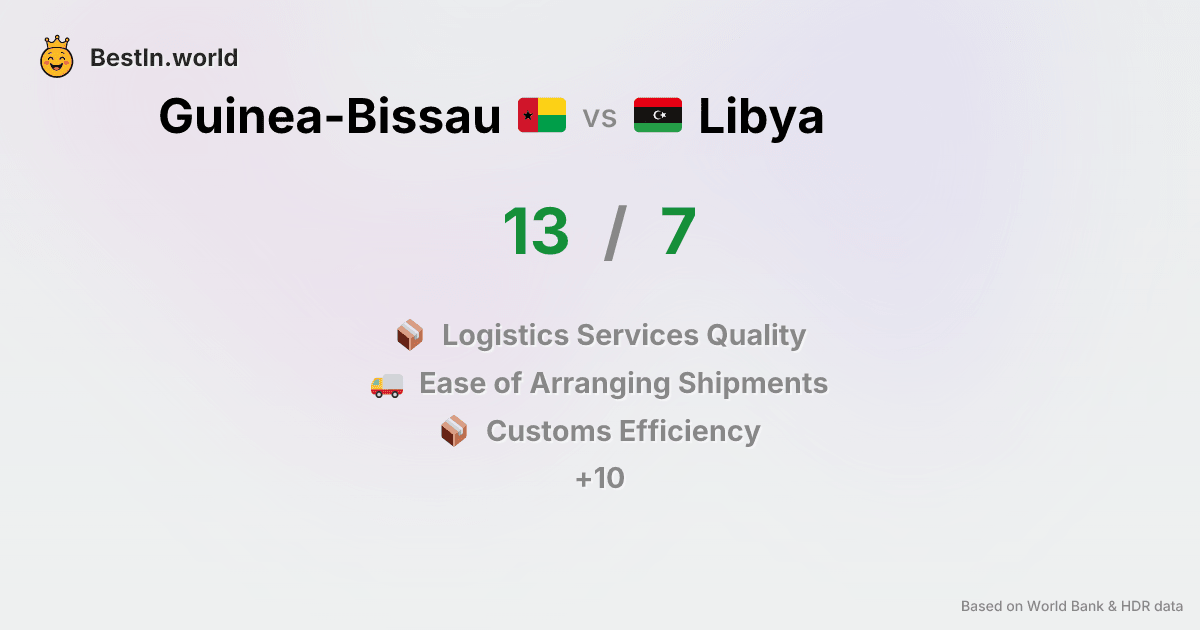 BestIn.world
Guinea-Bissau vs Libya
13 / 7
Logistics Services Quality
Ease of Arranging Shipments
Customs Efficiency
+10
Based on World Bank & HDR data